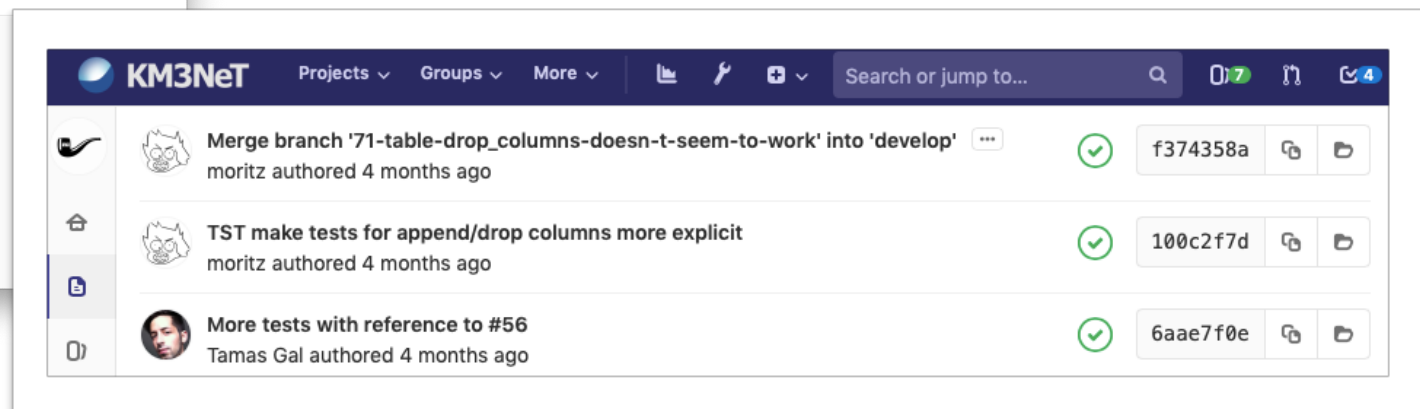 KM3NeT Projects Groups More Search or jump to... 7 4
Merge branch '71-table-drop_columns-doesn-t-seem-to-work' into 'develop' f374358a
moritz authored 4 months ago
TST make tests for append/drop columns more explicit 100c2f7d
moritz authored 4 months ago
More tests with reference to #56 6aae7f0e
Tamas Gal authored 4 months ago